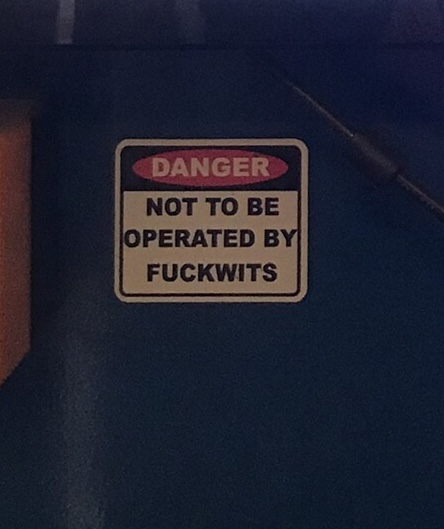 DANGER
NOT TO BE
OPERATED BY
FUCKWITS